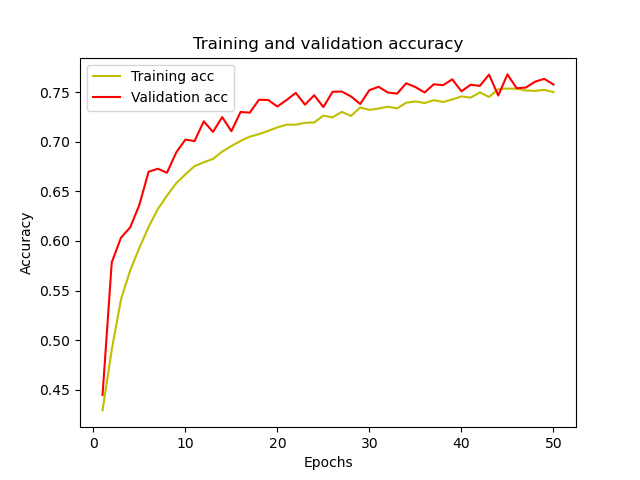 Training and validation accuracy
Training acc
Validation acc
0.75
0.70
0.65
0.60
0.55
0.50
0.45
Accuracy
0 10 20 30 40 50
Epochs